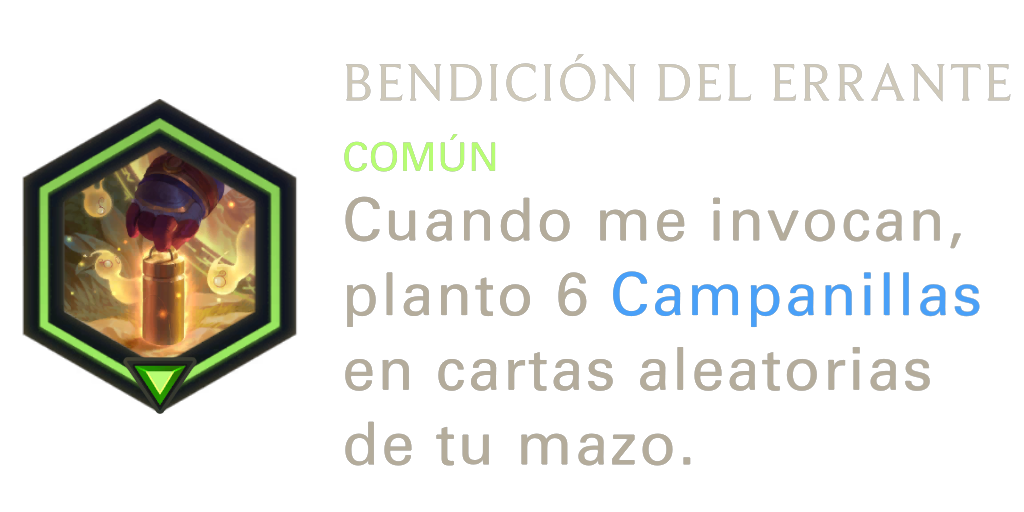 BENDICIÓN DEL ERRANTE
COMÚN
Cuando me invocan,
planto 6 Campanillas
en cartas aleatorias
de tu mazo.